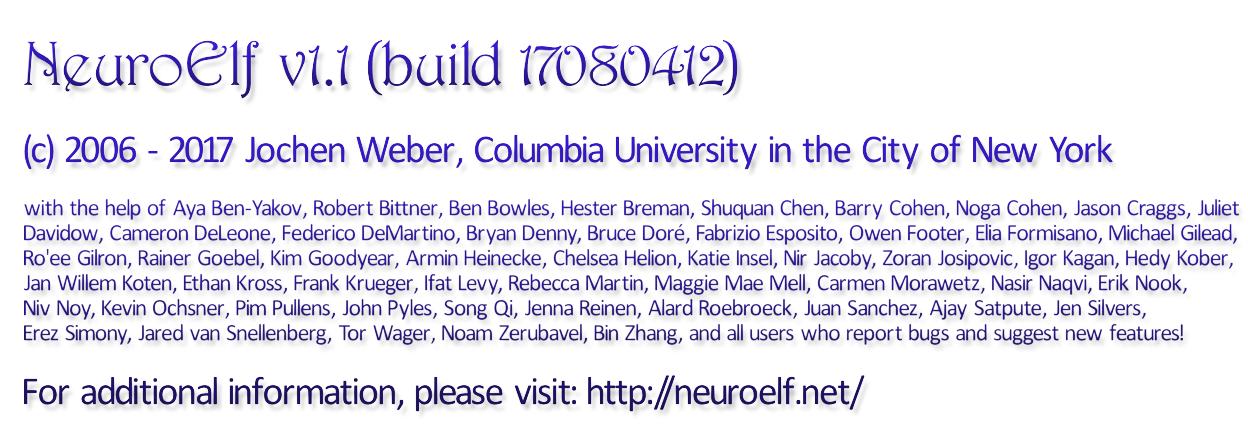 NeuroElf v1.1 (build 17080412)
(c) 2006 - 2017 Jochen Weber, Columbia University in the City of New York
with the help of Aya Ben-Yakov, Robert Bittner, Ben Bowles, Hester Breman, Shuquan Chen, Barry Cohen, Noga Cohen, Jason Craggs, Juliet
Davidow, Cameron DeLeone, Federico DeMartino, Bryan Denny, Bruce Doré, Fabrizio Esposito, Owen Footer, Elia Formisano, Michael Gilead,
Ro'ee Gilron, Rainer Goebel, Kim Goodyear, Armin Heinecke, Chelsea Helion, Katie Insel, Nir Jacoby, Zoran Josipovic, Igor Kagan, Hedy Kober,
Jan Willem Koten, Ethan Kross, Frank Krueger, Ifat Levy, Rebecca Martin, Maggie Mae Mell, Carmen Morawetz, Nasir Naqvi, Erik Nook,
Niv Noy, Kevin Ochsner, Pim Pullens, John Pyles, Song Qi, Jenna Reinen, Alard Roebroeck, Juan Sanchez, Ajay Satpute, Jen Silvers,
Erez Simony, Jared van Snellenberg, Tor Wager, Noam Zerubavel, Bin Zhang, and all users who report bugs and suggest new features!
For additional information, please visit: http://neuroelf.net/